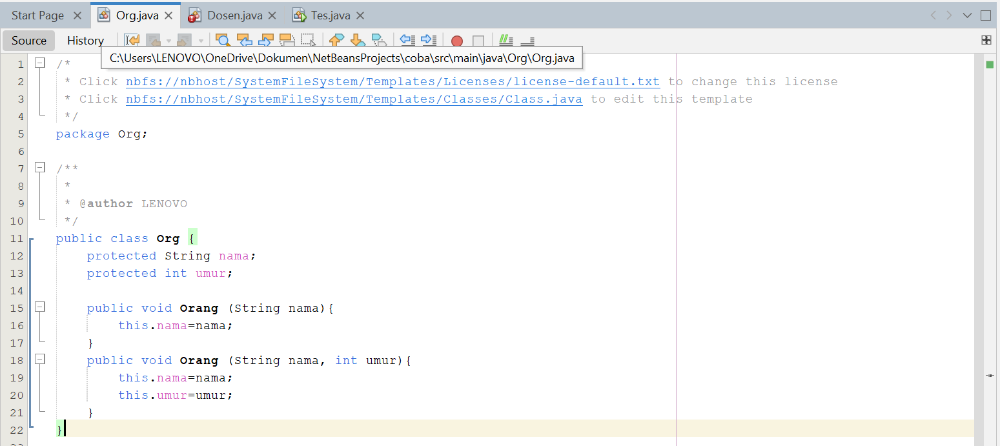 Start Page Org.java Dosen.java Tes.java
Source History
C:\Users\LENOVO\OneDrive\Dokumen\NetBeansProjects\coba\src\main\java\Org\Org.java
1 /*
2 * Click nbfs://nbhost/SystemFileSystem/Templates/Licenses/license-default.txt to change this license
3 * Click nbfs://nbhost/SystemFileSystem/Templates/Classes/Class.java to edit this template
4 */
5 package Org;
6
7 /**
8 *
9 * @author LENOVO
10 */
11 public class Org {
12 protected String nama;
13 protected int umur;
14
15 public void Orang (String nama){
16 this.nama=nama;
17 }
18 public void Orang (String nama, int umur){
19 this.nama=nama;
20 this.umur=umur;
21 }
22 }